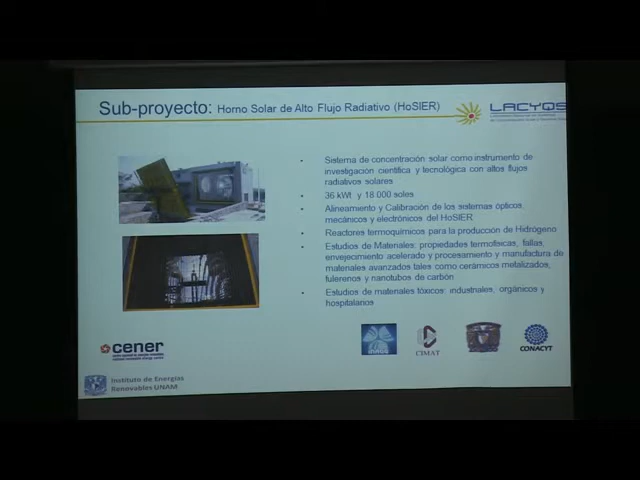 Sub-proyecto: Horno Solar de Alto Flujo Radiativo (HoSIER)
LACYQS
Sistema de concentración solar como instrumento de
investigación científica y tecnológica con altos flujos
radiativos solares
36 kWt y 18 000 soles
Alineamiento y Calibración de los sistemas ópticos,
mecánicos y electrónicos del HoSIER
Reactores termoquímicos para la producción de Hidrógeno
Estudios de Materiales: propiedades termofísicas, fallas,
envejecimiento acelerado y procesamiento y manufactura de
materiales avanzados tales como cerámicos metalizados,
fulerenos y nanotubos de carbón
Estudios de materiales tóxicos: industriales, orgánicos y
hospitalarios
cener
CIMAT
CONACYT
Instituto de Energías
Renovables UNAM